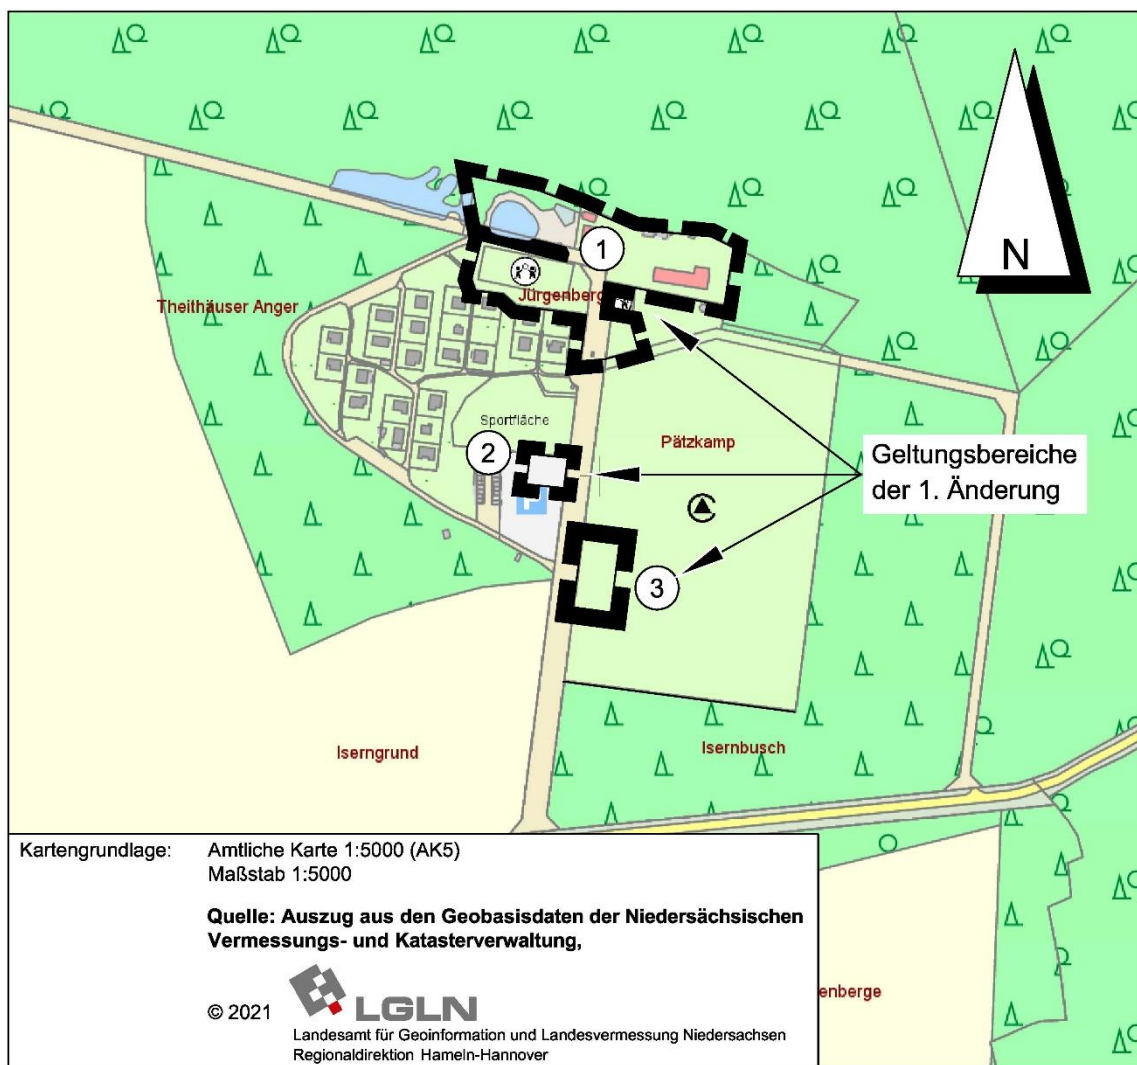 N
1
Jürgenberg
Theithäuser Anger
Sportfläche
2
Pätzkamp
Geltungsbereiche
der 1. Änderung
3
Iserngrund
Isernbusch
Kartengrundlage: Amtliche Karte 1:5000 (AK5)
Maßstab 1:5000
Quelle: Auszug aus den Geobasisdaten der Niedersächsischen
Vermessungs- und Katasterverwaltung,
enberge
© 2021 LGLN
Landesamt für Geoinformation und Landesvermessung Niedersachsen
Regionaldirektion Hameln-Hannover